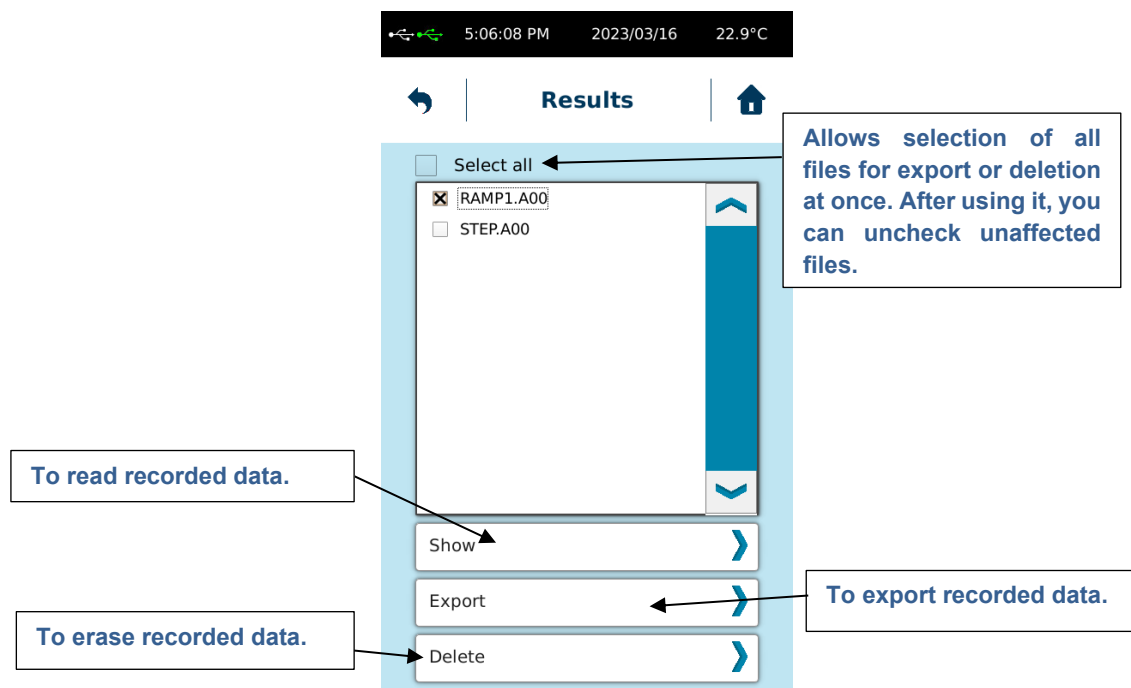 5:06:08 PM 2023/03/16 22.9°C
Results
Allows selection of all
files for export or deletion
at once. After using it, you
can uncheck unaffected
files.
Select all
RAMP1.A00
STEP.A00
To read recorded data.
Show
Export
To export recorded data.
To erase recorded data.
Delete